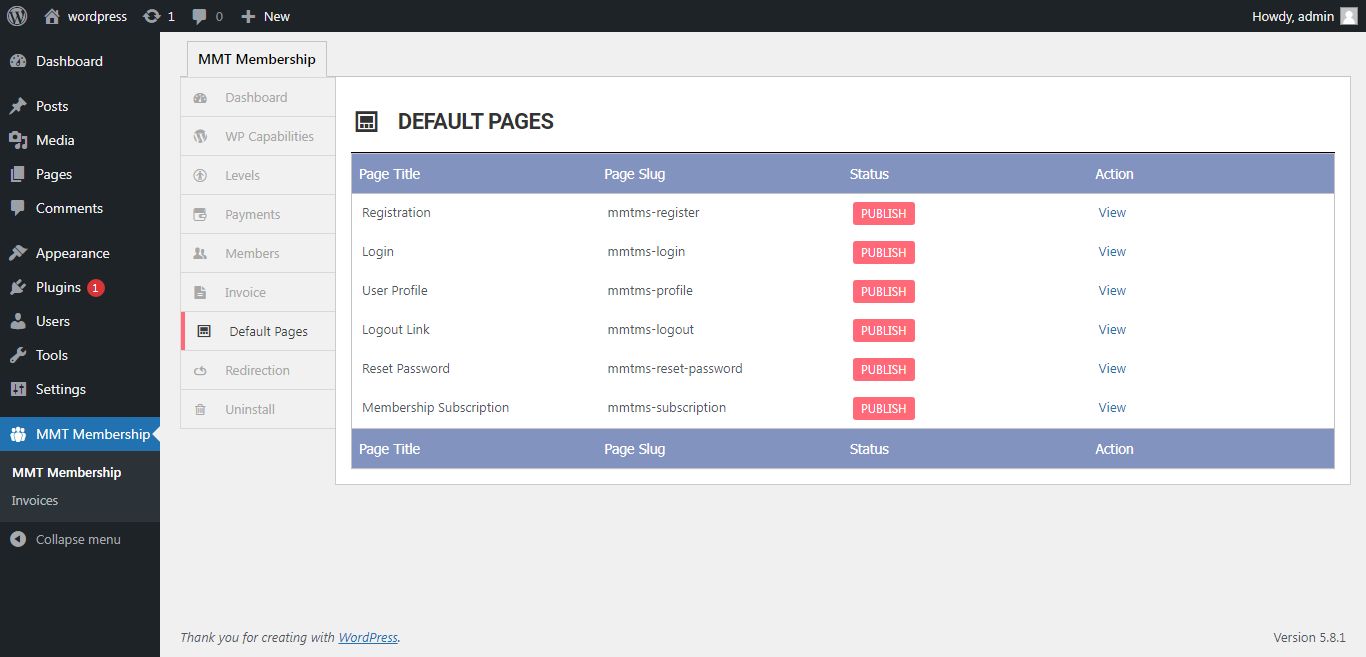 wordpress 1 0 New Howdy, admin
Dashboard
Posts
Media
Pages
Comments
Appearance
Plugins 1
Users
Tools
Settings
MMT Membership
MMT Membership
Invoices
Collapse menu
MMT Membership
Dashboard
WP Capabilities
Levels
Payments
Members
Invoice
Default Pages
Redirection
Uninstall
DEFAULT PAGES
Page Title Page Slug Status Action
Registration mmtms-register PUBLISH View
Login mmtms-login PUBLISH View
User Profile mmtms-profile PUBLISH View
Logout Link mmtms-logout PUBLISH View
Reset Password mmtms-reset-password PUBLISH View
Membership Subscription mmtms-subscription PUBLISH View
Page Title Page Slug Status Action
Thank you for creating with WordPress. Version 5.8.1